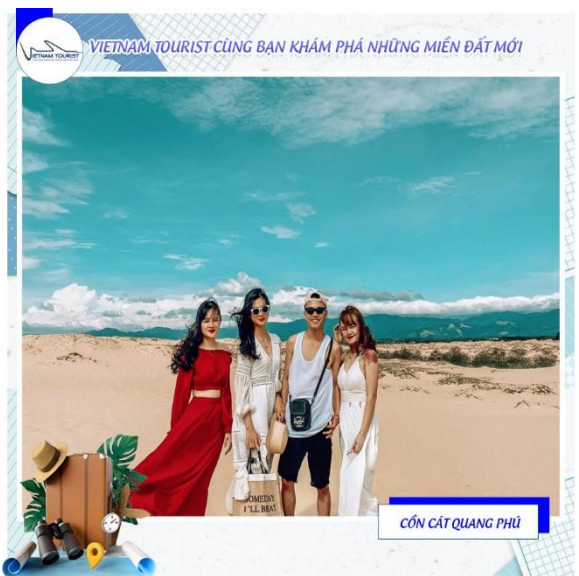 VIETNAM TOURIST
VIETNAM TOURIST CÙNG BẠN KHÁM PHÁ NHỮNG MIỀN ĐẤT MỚI
SOMEDAY
I'LL BEAT
CỒN CÁT QUANG PHÚ